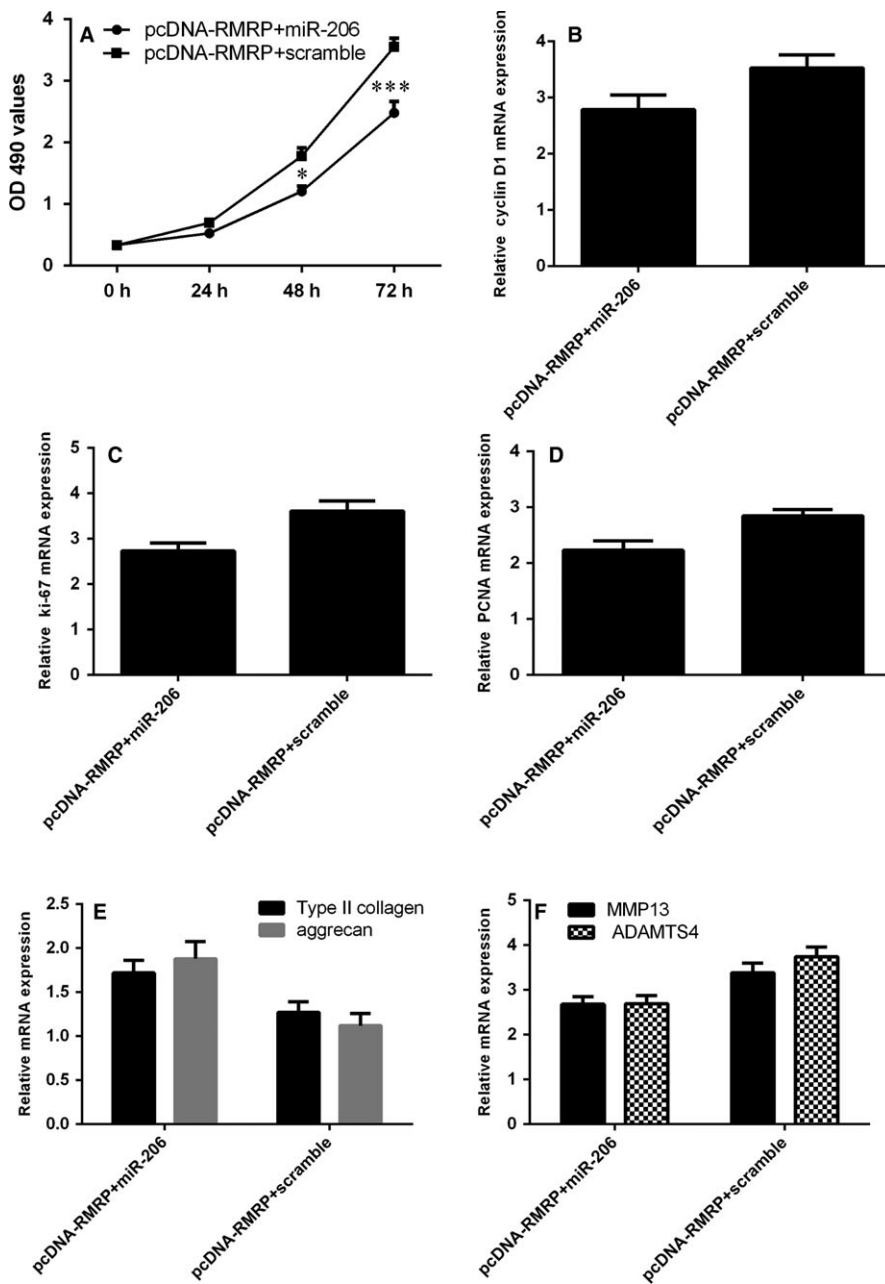 A
pcDNA-RMRP+miR-206
pcDNA-RMRP+scramble
OD 490 values
4
3
2
1
0
***
*
0 h 24 h 48 h 72 h
B
Relative cyclin D1 mRNA expression
4
3
2
1
0
pcDNA-RMRP+miR-206
pcDNA-RMRP+scramble
C
Relative ki-67 mRNA expression
5
4
3
2
1
0
pcDNA-RMRP+miR-206
pcDNA-RMRP+scramble
D
Relative PCNA mRNA expression
4
3
2
1
0
pcDNA-RMRP+miR-206
pcDNA-RMRP+scramble
E
Type II collagen
aggrecan
Relative mRNA expression
2.5
2.0
1.5
1.0
0.5
0.0
pcDNA-RMRP+miR-206
pcDNA-RMRP+scramble
F
MMP13
ADAMTS4
Relative mRNA expression
5
4
3
2
1
0
pcDNA-RMRP+miR-206
pcDNA-RMRP+scramble